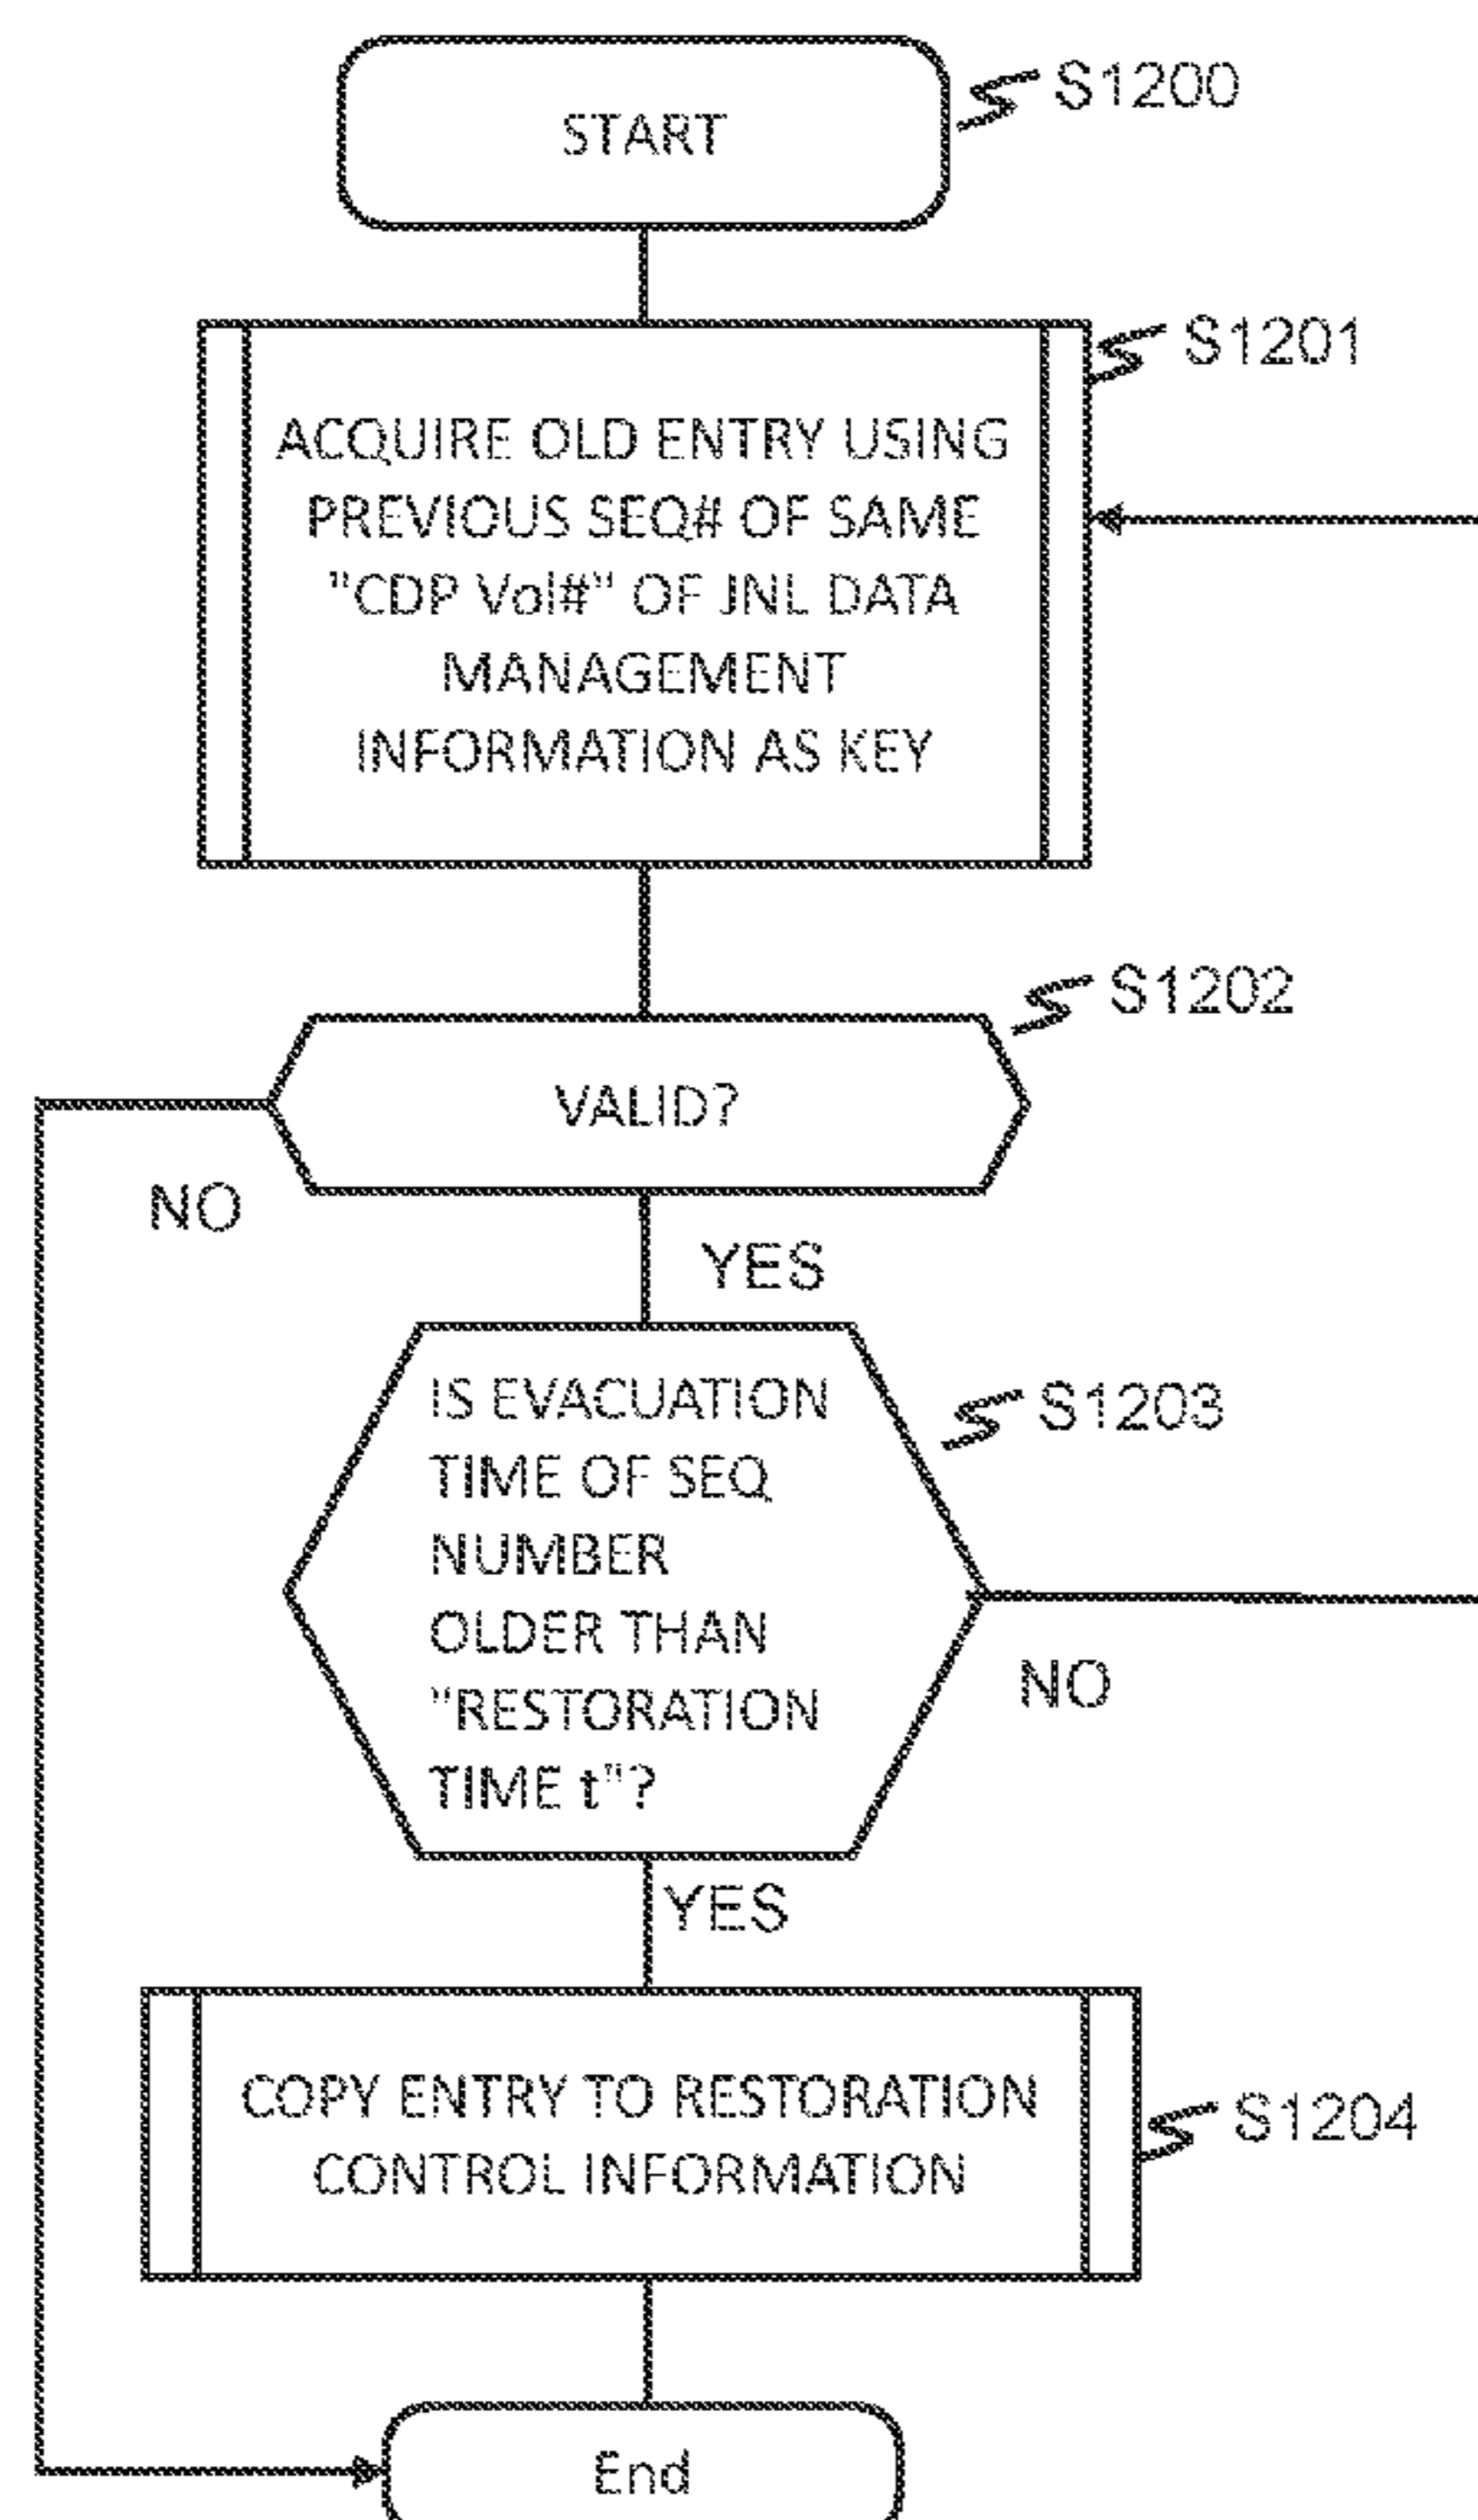 START
S1200
S1201
ACQUIRE OLD ENTRY USING
PREVIOUS SEQ# OF SAME
"CDP Vol#" OF JNL DATA
MANAGEMENT
INFORMATION AS KEY
S1202
VALID?
NO
YES
IS EVACUATION
TIME OF SEQ
NUMBER
OLDER THAN
"RESTORATION
TIME t"?
S1203
NO
YES
COPY ENTRY TO RESTORATION
CONTROL INFORMATION
S1204
End